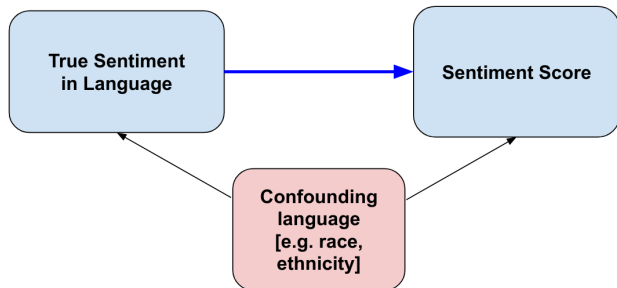 True Sentiment
in Language
Sentiment Score
Confounding
language
[e.g. race,
ethnicity]